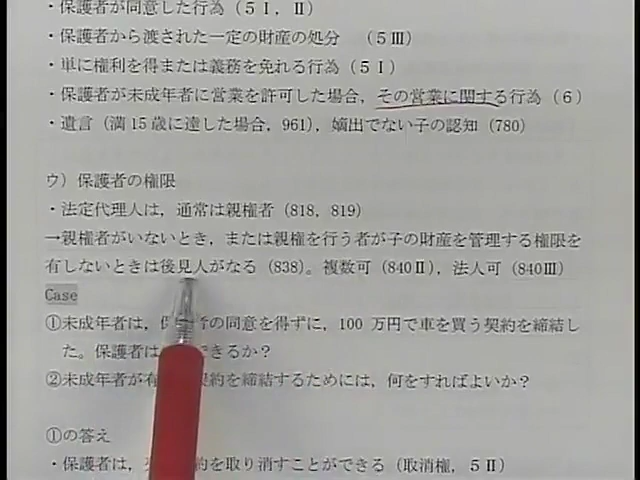 ・保護者が同意した行為（5Ⅰ，Ⅱ）
・保護者から渡された一定の財産の処分　（5Ⅲ）
・単に権利を得または義務を免れる行為（5Ⅰ）
・保護者が未成年者に営業を許可した場合，その営業に関する行為（6）
・遺言（満15歳に達した場合，961），嫡出でない子の認知（780）
ウ）保護者の権限
・法定代理人は，通常は親権者（818，819）
→親権者がいないとき，または親権を行う者が子の財産を管理する権限を
有しないときは後見人がなる（838）。複数可（840Ⅱ），法人可（840Ⅲ）
Case
①未成年者は，保 者の同意を得ずに，100 万円で車を買う契約を締結し
た。保護者は できるか？
②未成年者が有 契約を締結するためには，何をすればよいか？
①の答え
・保護者は， 約を取り消すことができる（取消権，5Ⅱ）